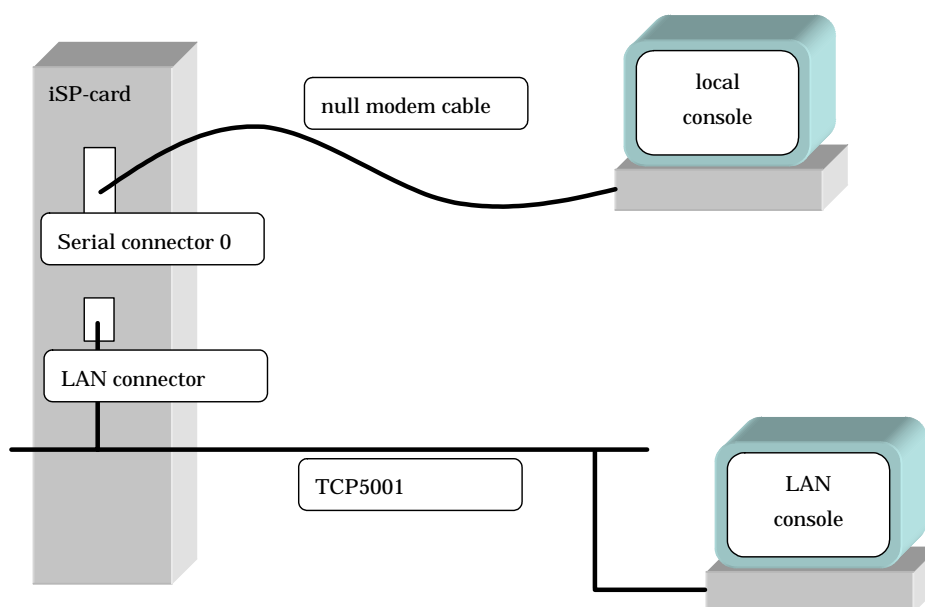 iSP-card
null modem cable
local
console
Serial connector 0
LAN connector
TCP5001
LAN
console